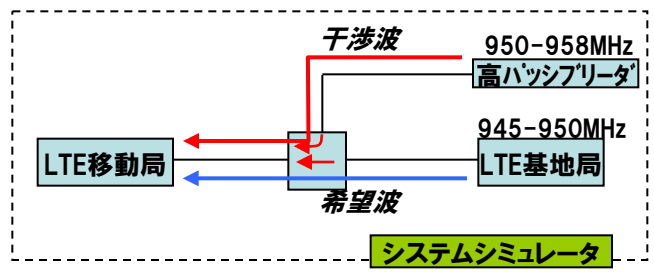 干渉波
950-958MHz
高パッシブリーダ
945-950MHz
LTE移動局
LTE基地局
希望波
システムシミュレータ